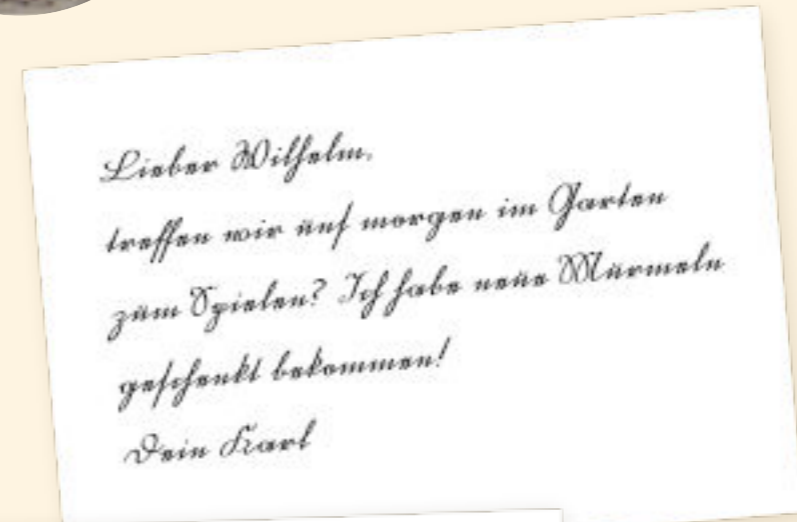 Lieber Wilhelm,
treffen wir uns morgen im Garten
zum Spielen? Ich habe neue Murmeln
geschenkt bekommen!
Dein Karl